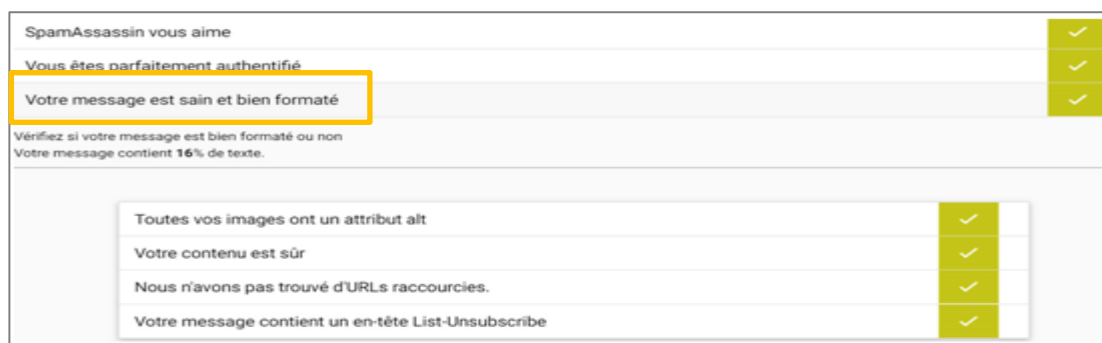 SpamAssassin vous aime
Vous êtes parfaitement authentifié
Votre message est sain et bien formaté
Vérifiez si votre message est bien formaté ou non
Votre message contient 16% de texte.
Toutes vos images ont un attribut alt
Votre contenu est sûr
Nous n'avons pas trouvé d'URLs raccourcies.
Votre message contient un en-tête List-Unsubscribe